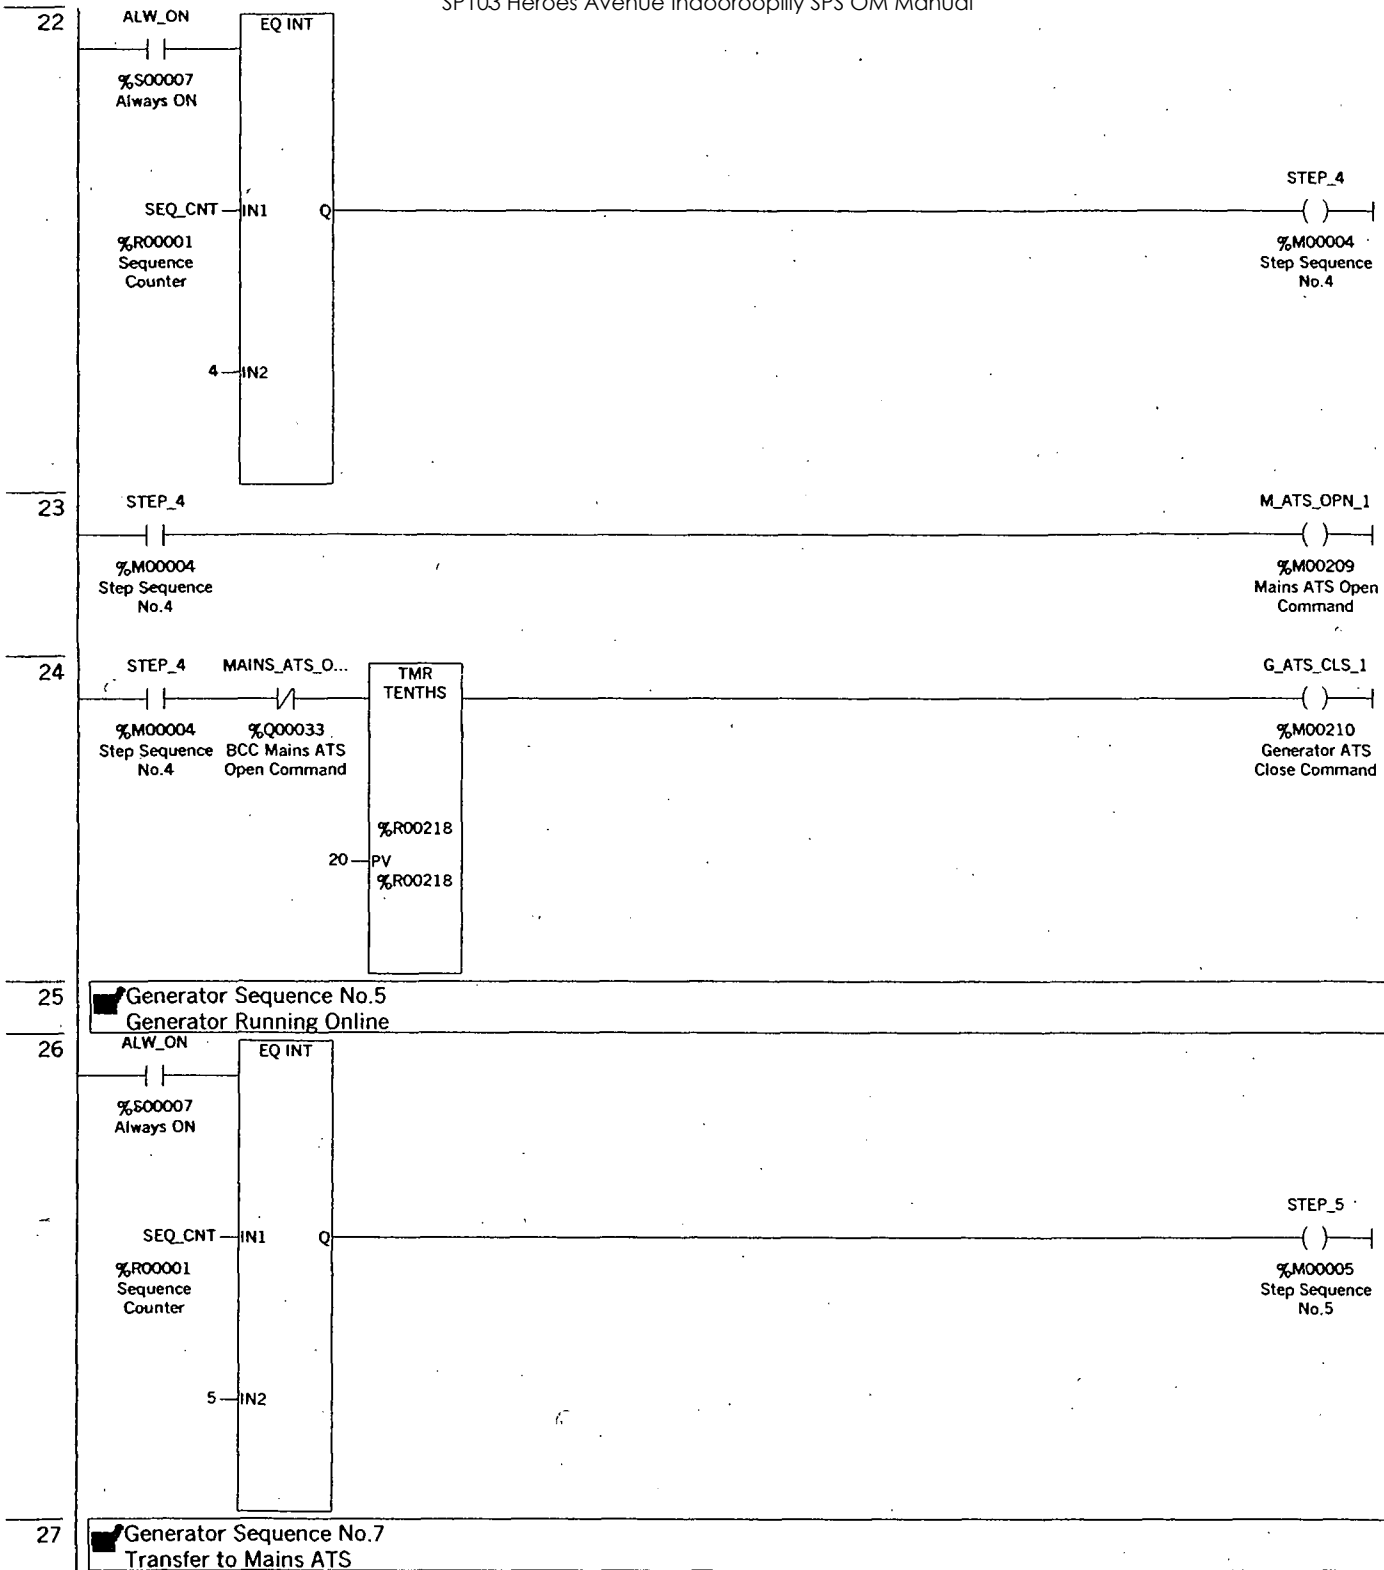 SP103 Heroes Avenue Indooroopilly SPS OM Manual
22
ALW_ON
EQ INT
%S00007
Always ON
STEP_4
SEQ_CNT
IN1
Q
%R00001
Sequence
Counter
%M00004
Step Sequence
No.4
4
IN2
23
STEP_4
M_ATS_OPN_1
%M00004
Step Sequence
No.4
%M00209
Mains ATS Open
Command
24
STEP_4
MAINS_ATS_O...
TMR
TENTHS
G_ATS_CLS_1
%M00004
Step Sequence
No.4
%Q00033
BCC Mains ATS
Open Command
%M00210
Generator ATS
Close Command
%R00218
20
PV
%R00218
25
Generator Sequence No.5
Generator Running Online
26
ALW_ON
EQ INT
%S00007
Always ON
STEP_5
SEQ_CNT
IN1
Q
%R00001
Sequence
Counter
%M00005
Step Sequence
No.5
5
IN2
27
Generator Sequence No.7
Transfer to Mains ATS